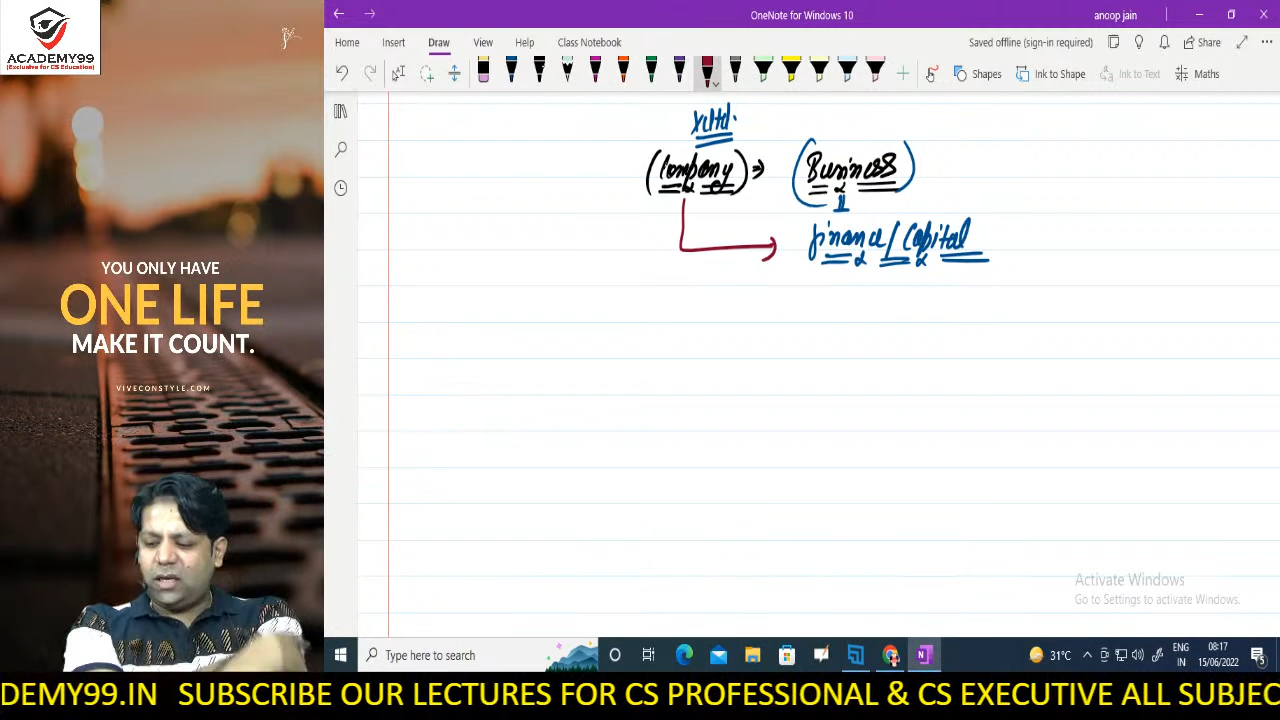 ACADEMY99
(Exclusive for CS Education)
YOU ONLY HAVE
ONE LIFE
MAKE IT COUNT.
VIVECONSTYLE.COM
OneNote for Windows 10
anoop jain
Home Insert Draw View Help Class Notebook
Saved offline (sign-in required)
Share
Shapes Ink to Shape Ink to Text Maths
X Ltd.
(Company) ⇒ (Business)
finance/Capital
Activate Windows
Go to Settings to activate Windows.
Type here to search
31°C
ENG
IN
08:17
15/06/2022
5
DEMY99.IN SUBSCRIBE OUR LECTURES FOR CS PROFESSIONAL & CS EXECUTIVE ALL SUBJEC